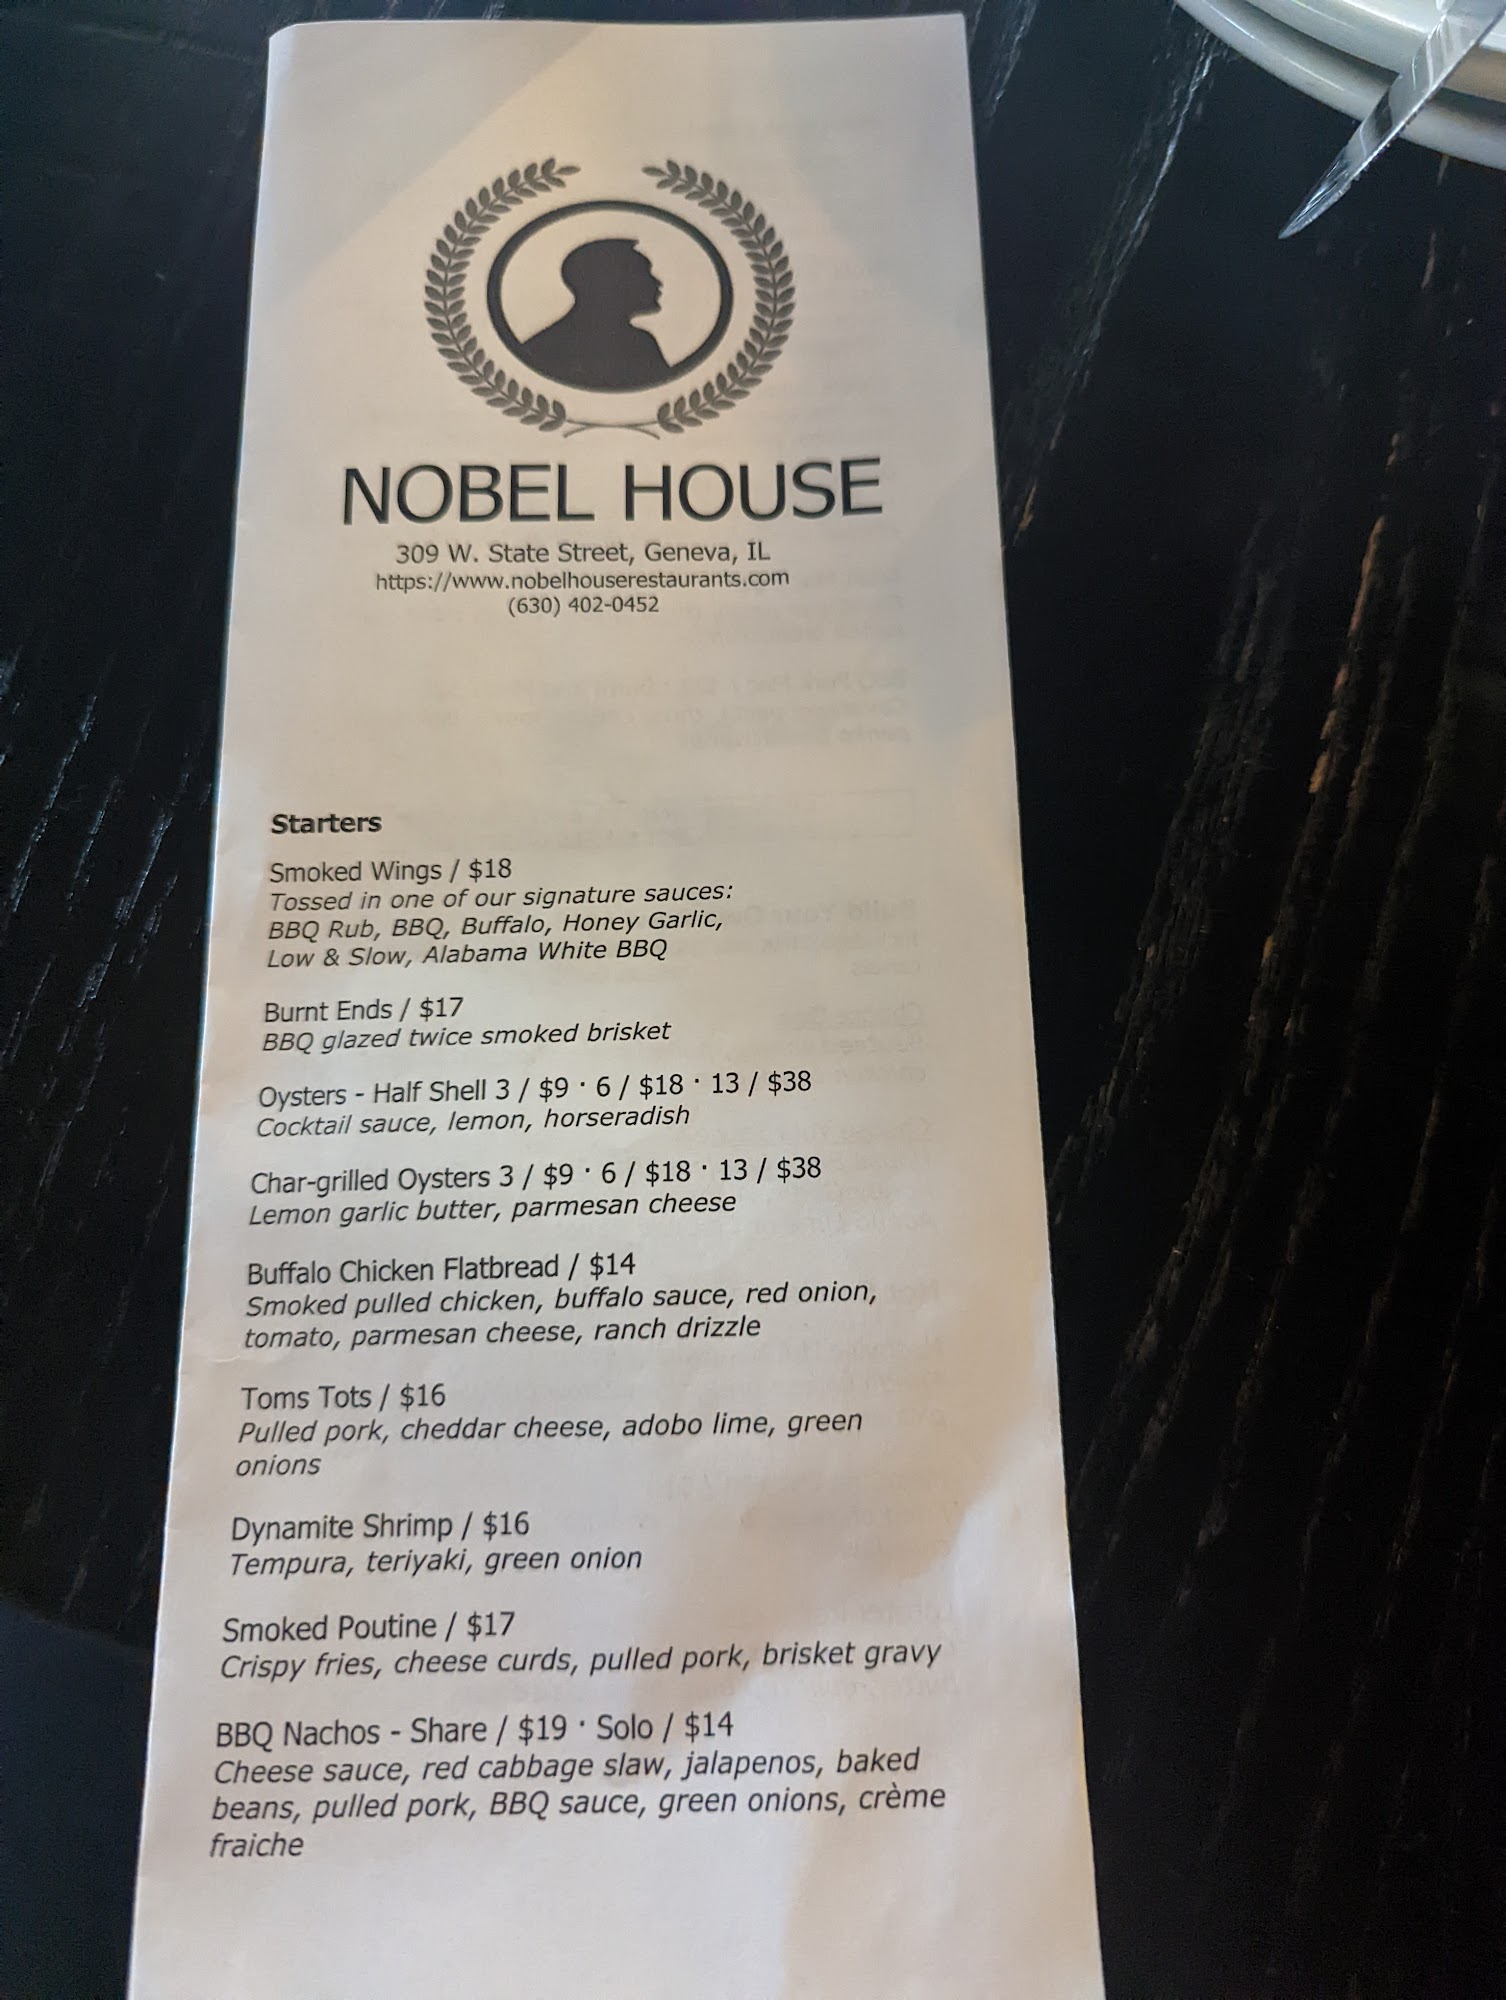 NOBEL HOUSE
309 W. State Street, Geneva, IL
https://www.nobelhouserestaurants.com
(630) 402-0452
Starters
Smoked Wings / $18
Tossed in one of our signature sauces:
BBQ Rub, BBQ, Buffalo, Honey Garlic,
Low & Slow, Alabama White BBQ
Burnt Ends / $17
BBQ glazed twice smoked brisket
Oysters - Half Shell 3 / $9 · 6 / $18 · 13 / $38
Cocktail sauce, lemon, horseradish
Char-grilled Oysters 3 / $9 · 6 / $18 · 13 / $38
Lemon garlic butter, parmesan cheese
Buffalo Chicken Flatbread / $14
Smoked pulled chicken, buffalo sauce, red onion,
tomato, parmesan cheese, ranch drizzle
Toms Tots / $16
Pulled pork, cheddar cheese, adobo lime, green
onions
Dynamite Shrimp / $16
Tempura, teriyaki, green onion
Smoked Poutine / $17
Crispy fries, cheese curds, pulled pork, brisket gravy
BBQ Nachos - Share / $19 · Solo / $14
Cheese sauce, red cabbage slaw, jalapenos, baked
beans, pulled pork, BBQ sauce, green onions, crème
fraiche